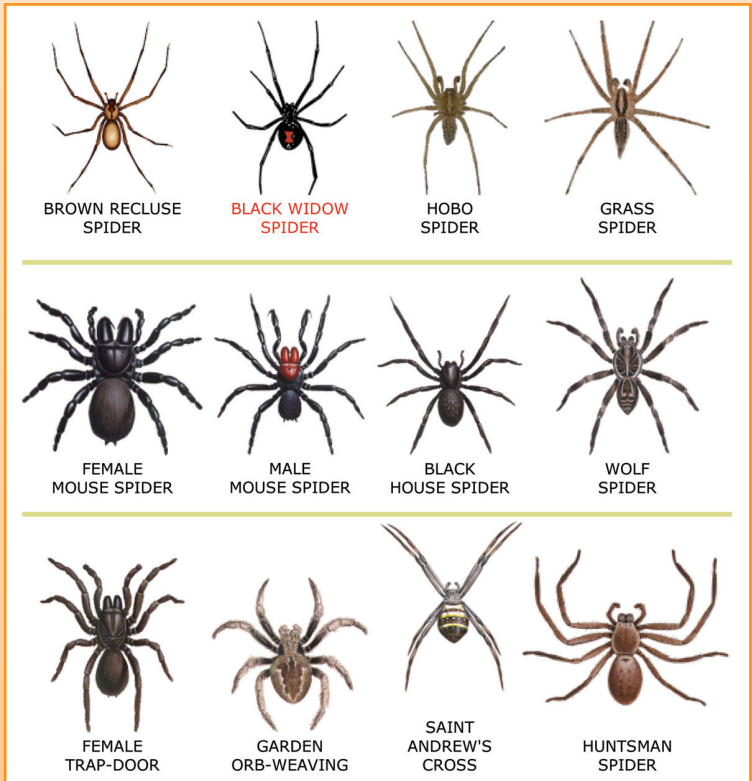 BROWN RECLUSE
SPIDER
BLACK WIDOW
SPIDER
HOBO
SPIDER
GRASS
SPIDER
FEMALE
MOUSE SPIDER
MALE
MOUSE SPIDER
BLACK
HOUSE SPIDER
WOLF
SPIDER
FEMALE
TRAP-DOOR
GARDEN
ORB-WEAVING
SAINT
ANDREW'S
CROSS
HUNTSMAN
SPIDER